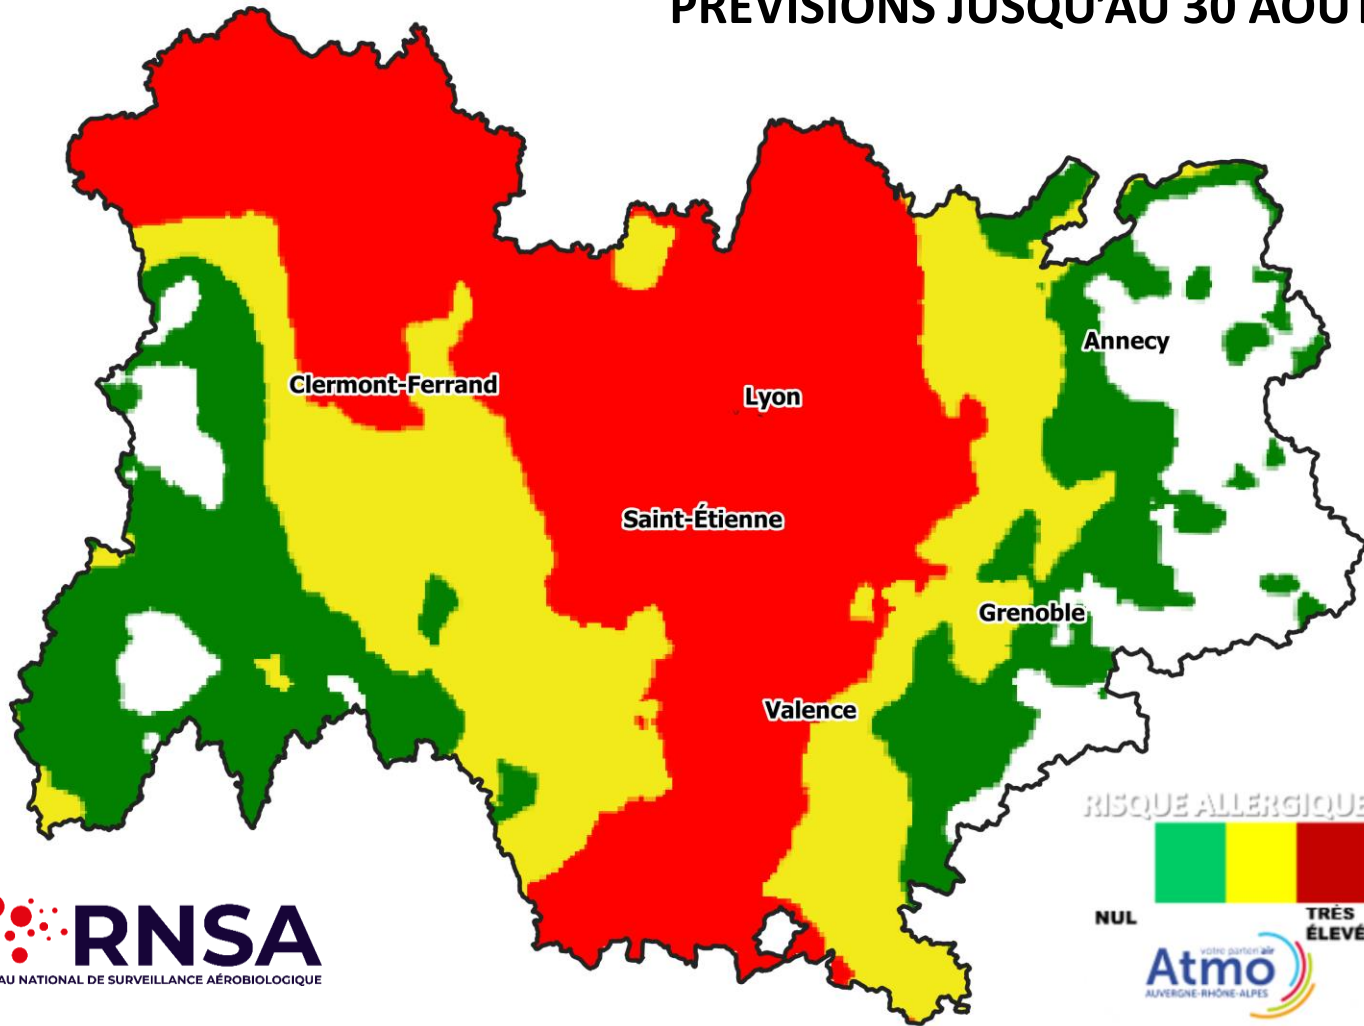 PRÉVISIONS JUSQU'AU 30 AOÛT
Annecy
Clermont-Ferrand
Lyon
Saint-Étienne
Grenoble
Valence
RISQUE ALLERGIQUE
NUL
TRÈS
ÉLEVÉ
RNSA
AU NATIONAL DE SURVEILLANCE AÉROBIOLOGIQUE
votre parten'air
Atmo
AUVERGNE-RHÔNE-ALPES